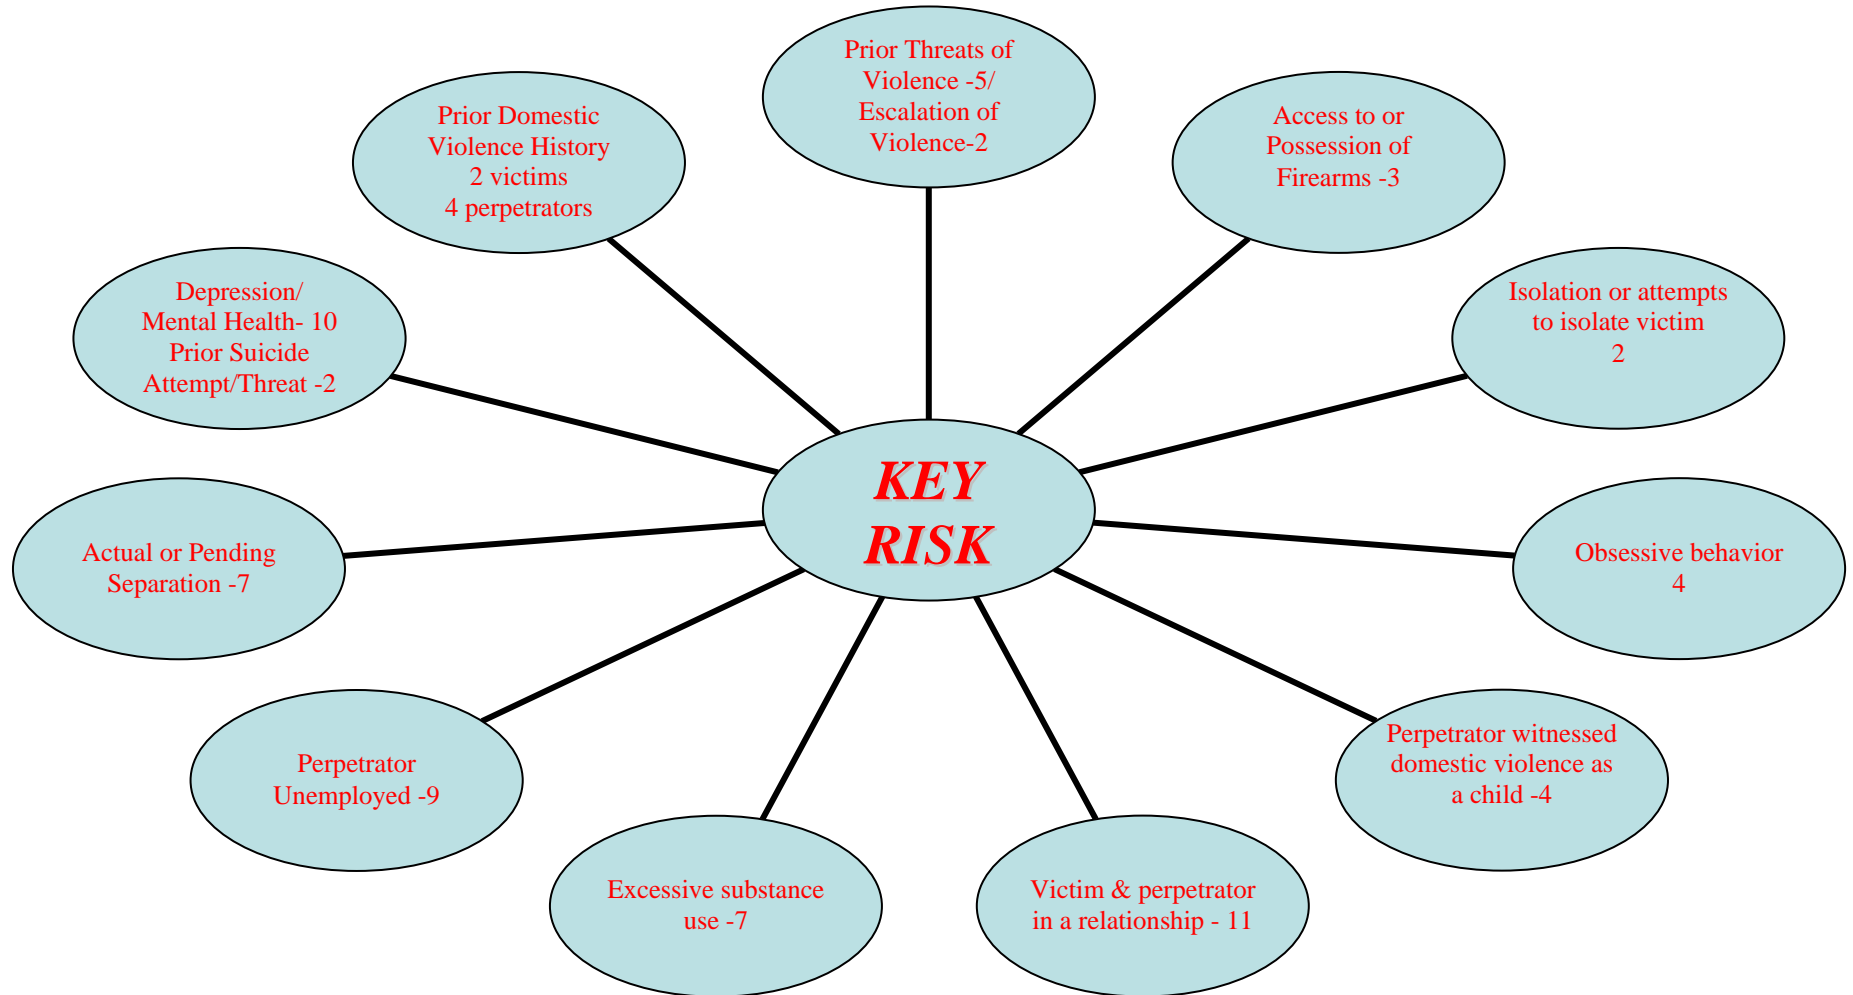 Prior Threats of
Violence -5/
Escalation of
Violence-2
Prior Domestic
Violence History
2 victims
4 perpetrators
Access to or
Possession of
Firearms -3
Depression/
Mental Health- 10
Prior Suicide
Attempt/Threat -2
Isolation or attempts
to isolate victim
2
KEY
RISK
Actual or Pending
Separation -7
Obsessive behavior
4
Perpetrator
Unemployed -9
Perpetrator witnessed
domestic violence as
a child -4
Excessive substance
use -7
Victim & perpetrator
in a relationship - 11